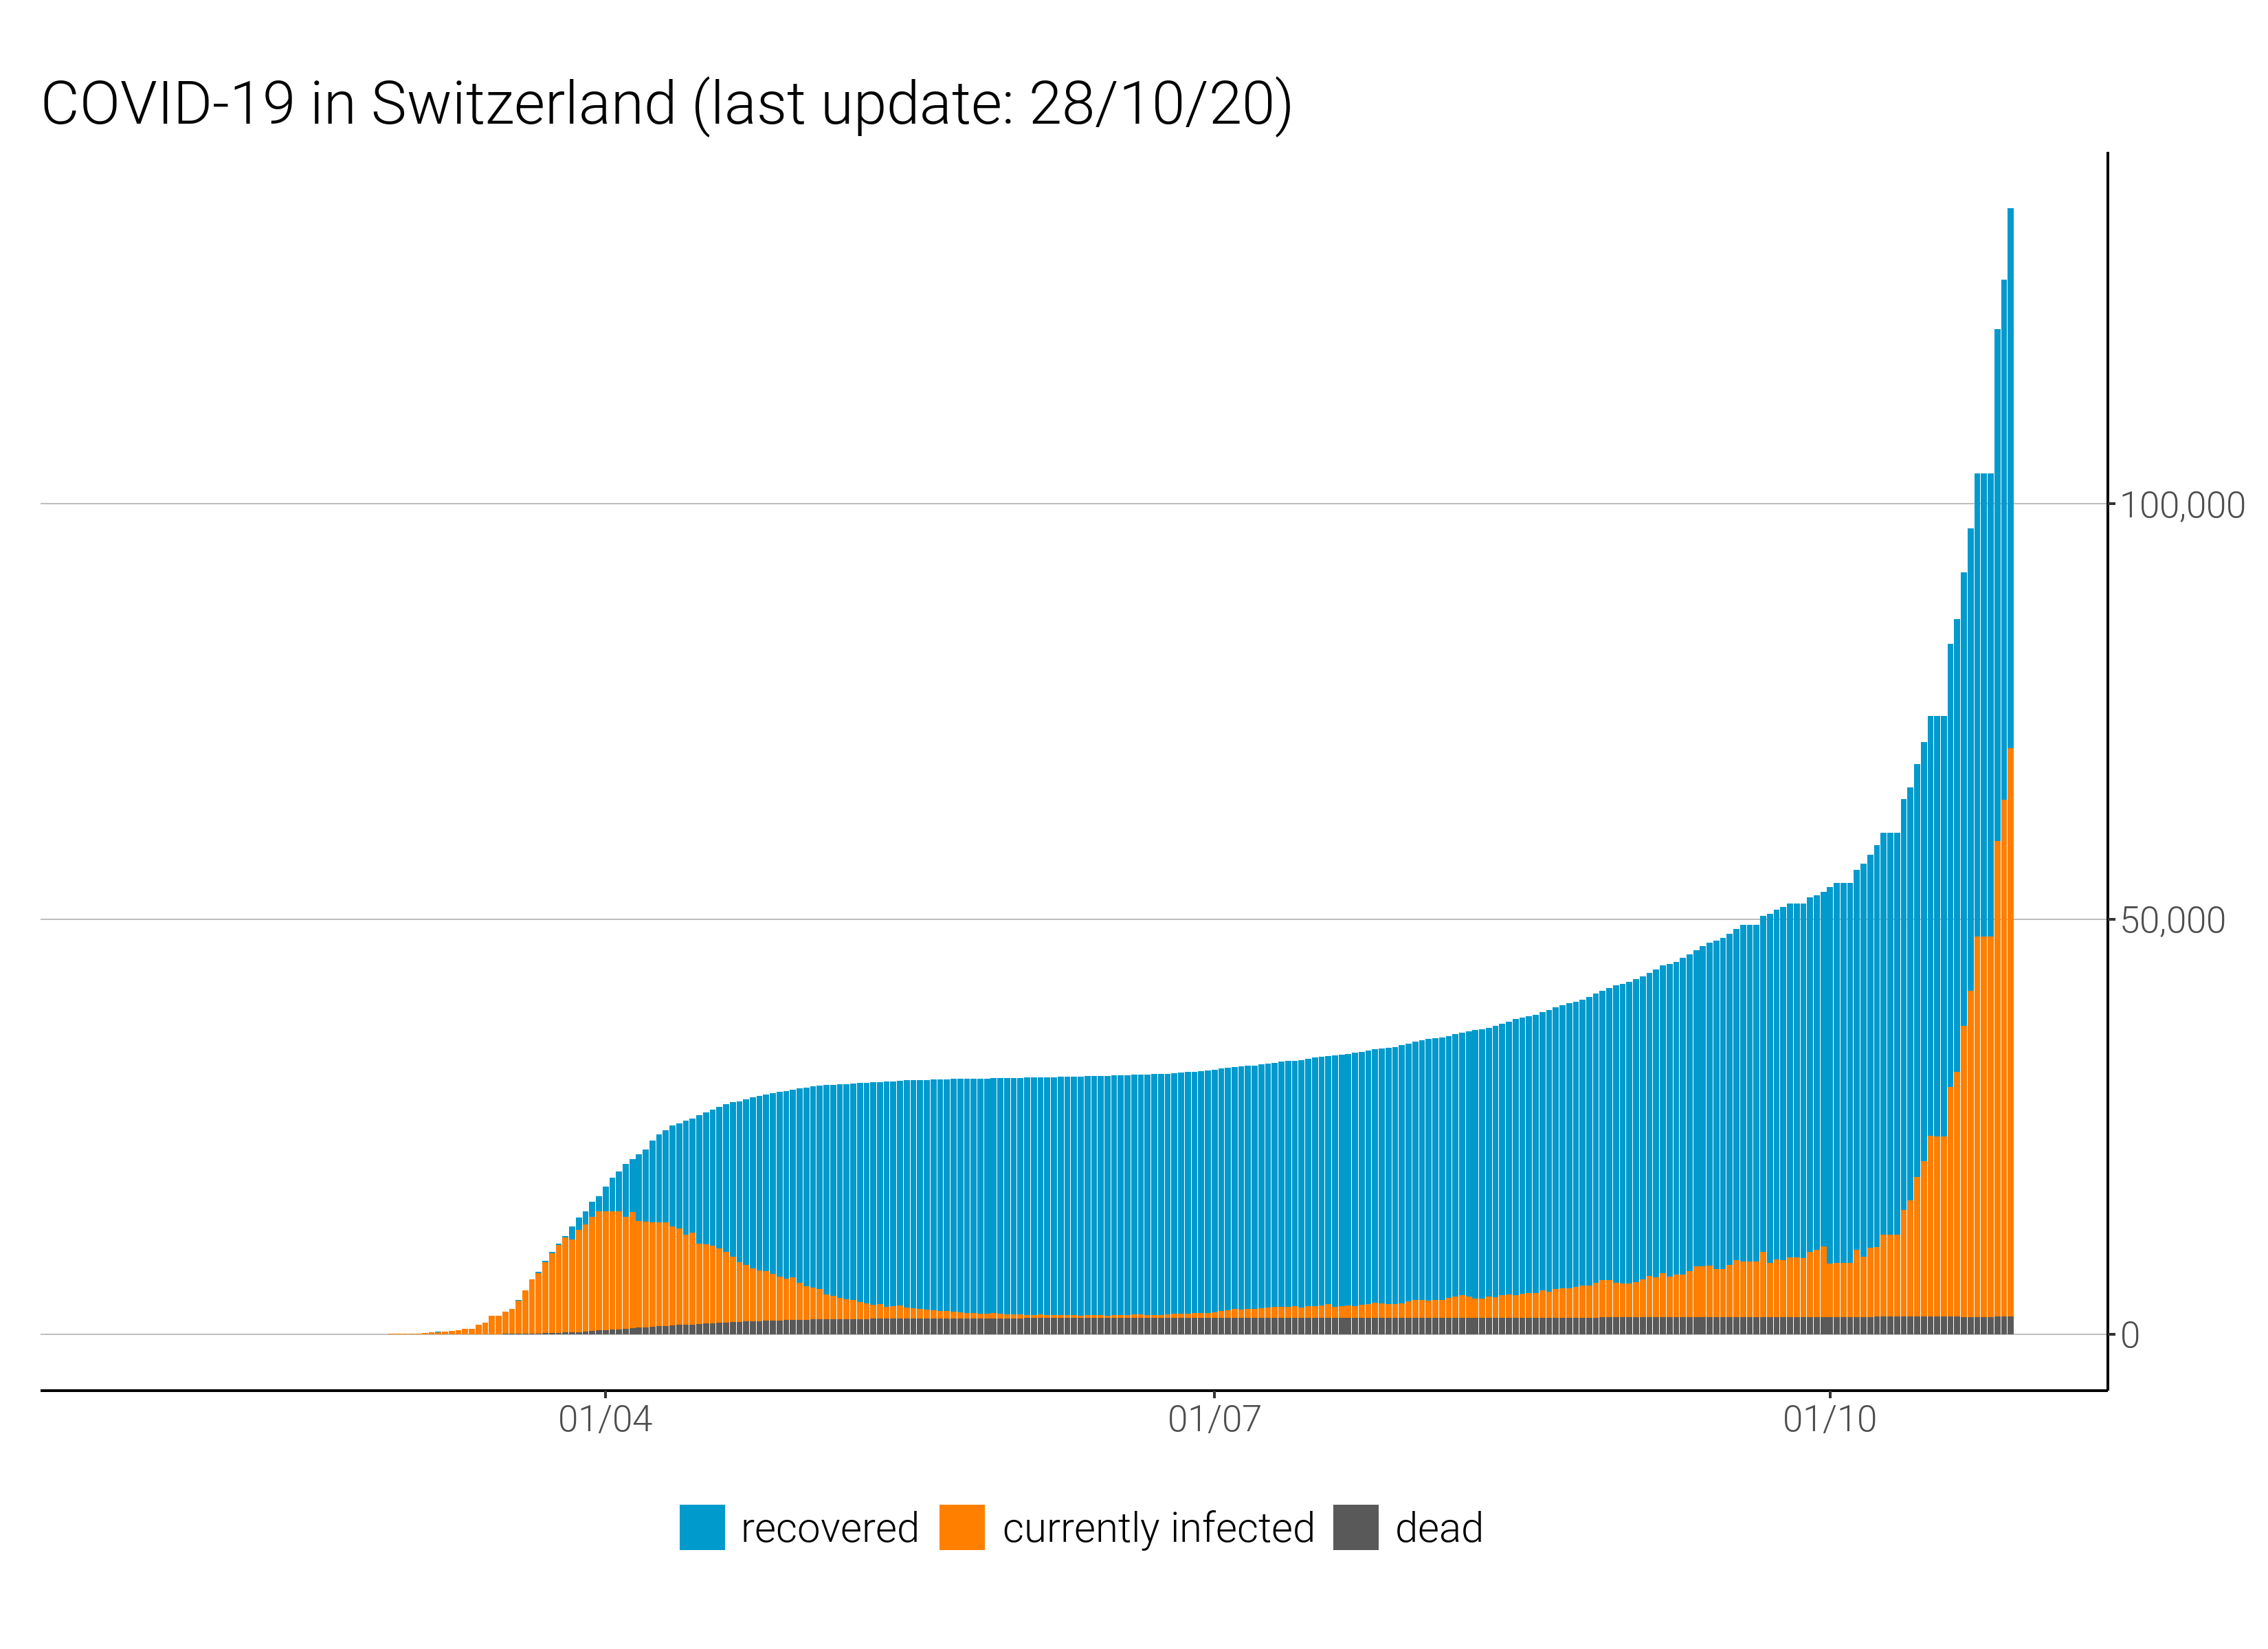 COVID-19 in Switzerland (last update: 28/10/20)
100,000
50,000
0
01/04 01/07 01/10
recovered currently infected dead